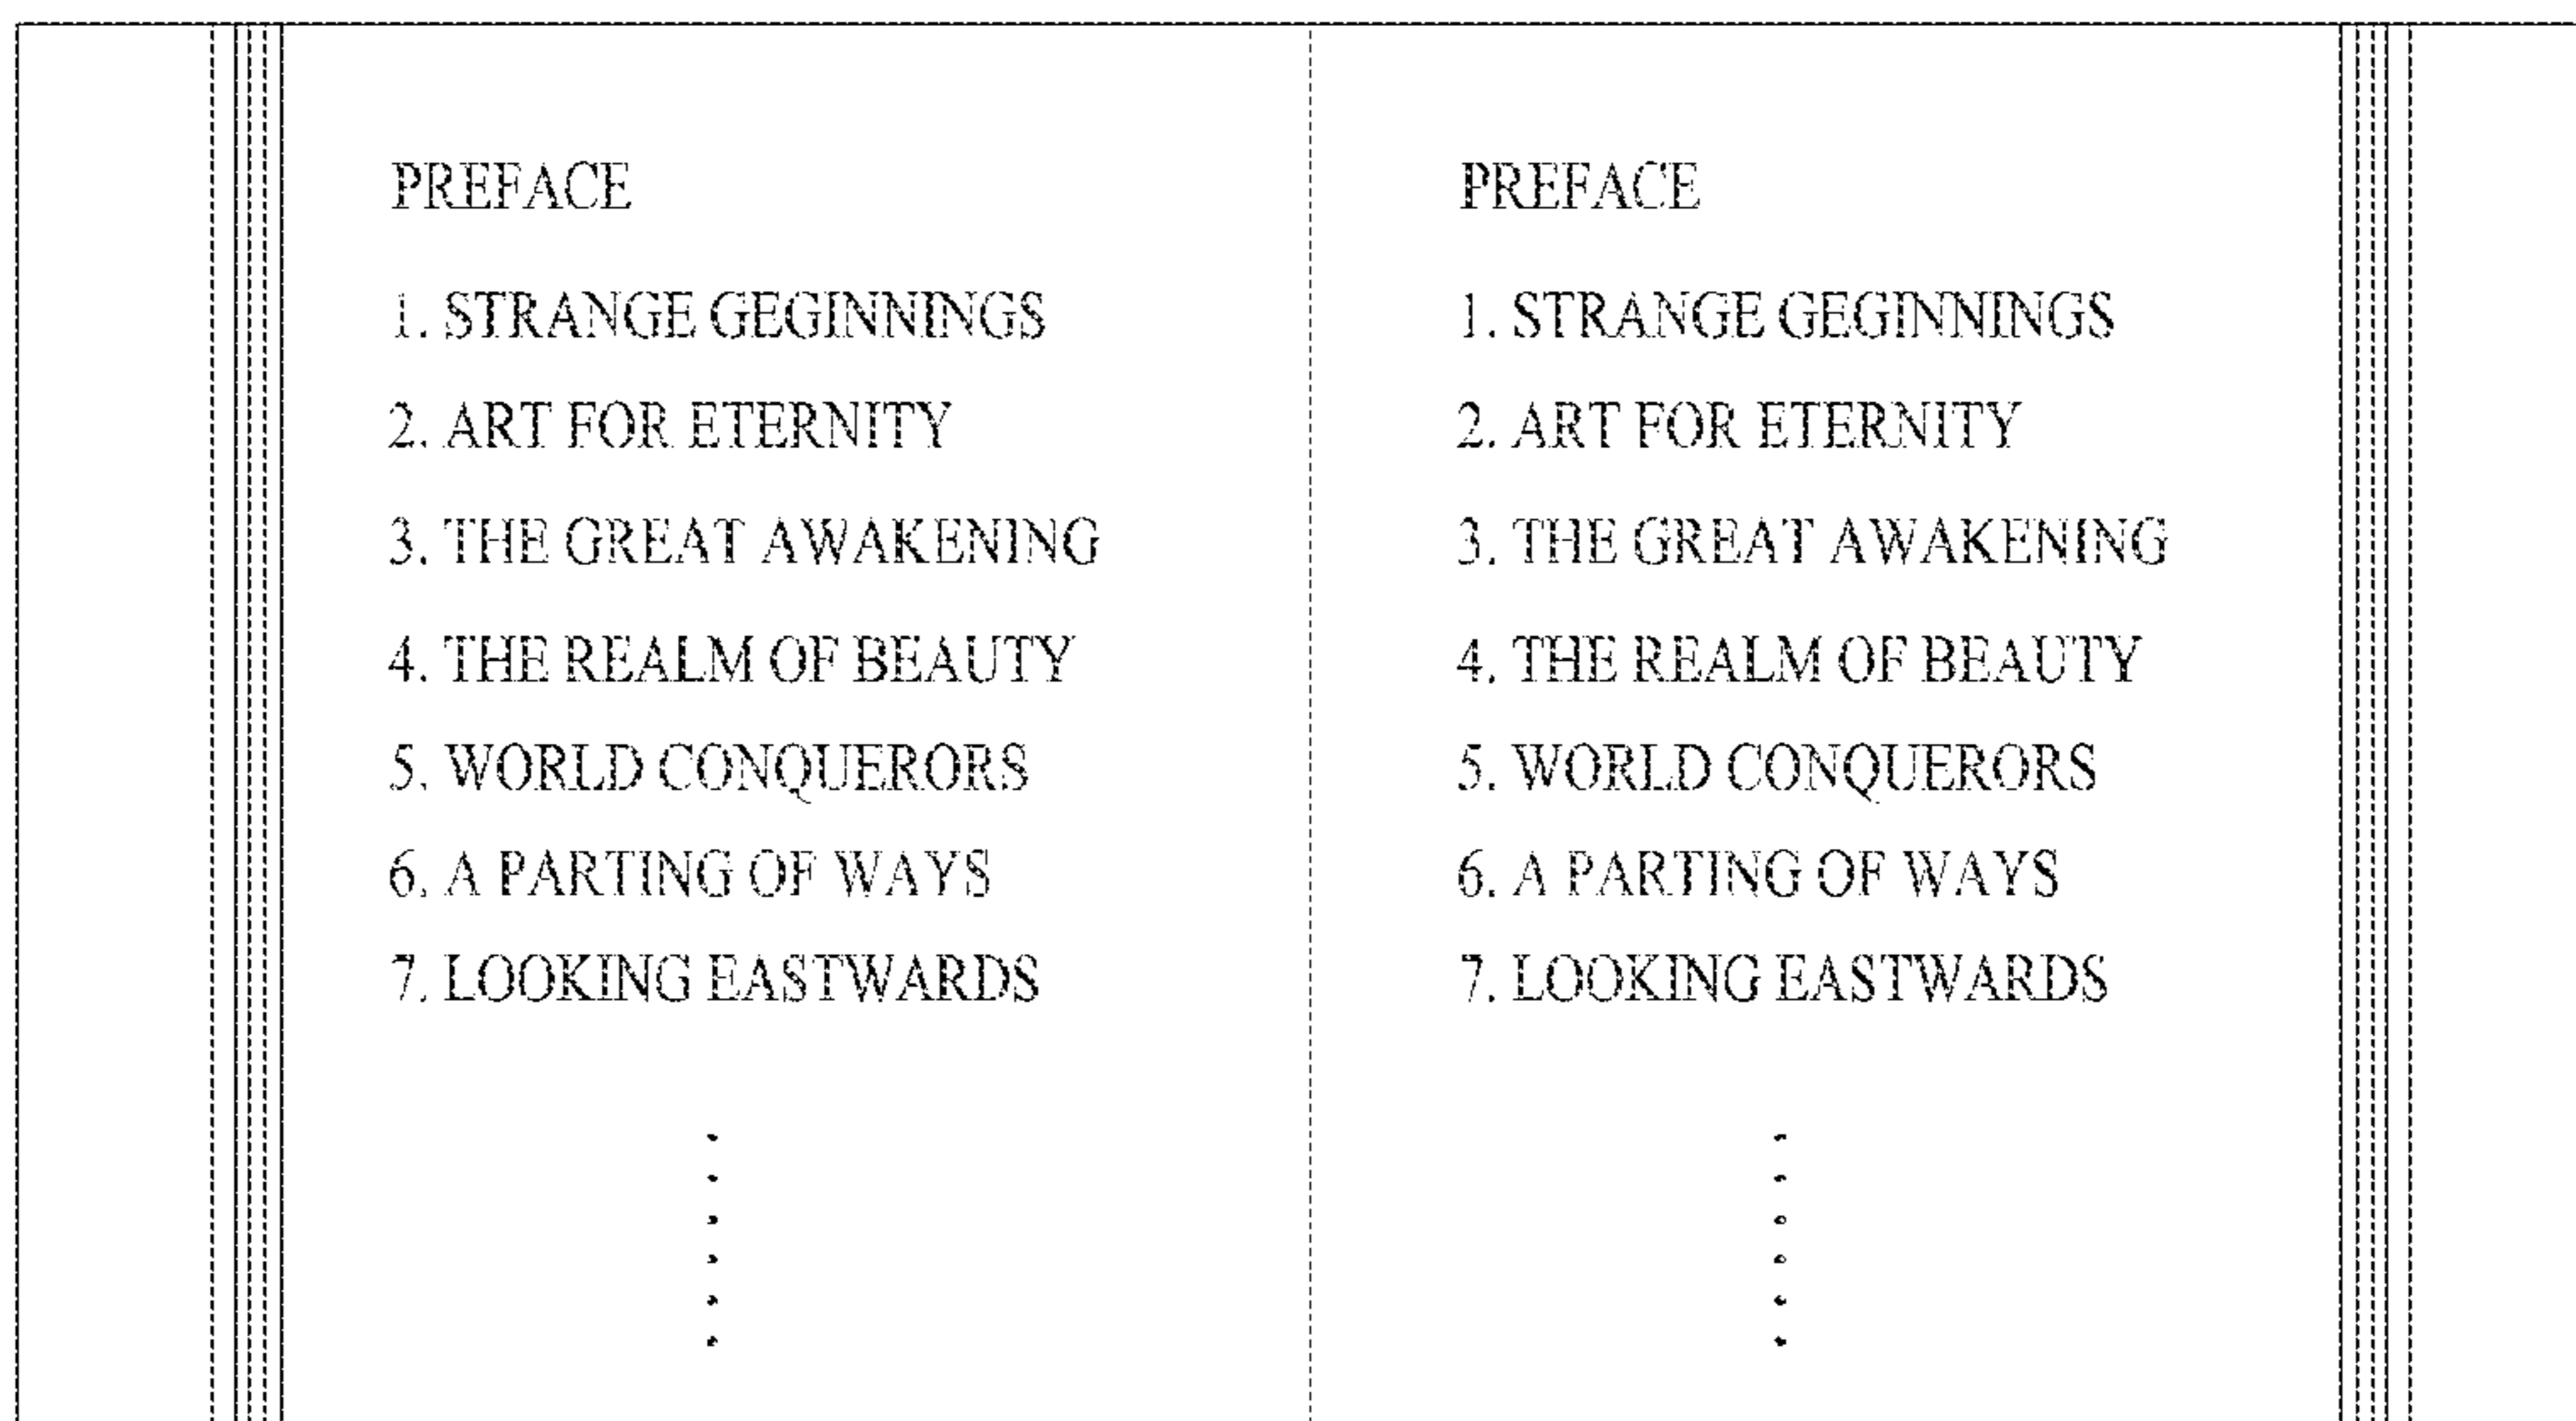 PREFACE
1. STRANGE GEGINNINGS
2. ART FOR ETERNITY
3. THE GREAT AWAKENING
4. THE REALM OF BEAUTY
5. WORLD CONQUERORS
6. A PARTING OF WAYS
7. LOOKING EASTWARDS
PREFACE
1. STRANGE GEGINNINGS
2. ART FOR ETERNITY
3. THE GREAT AWAKENING
4. THE REALM OF BEAUTY
5. WORLD CONQUERORS
6. A PARTING OF WAYS
7. LOOKING EASTWARDS